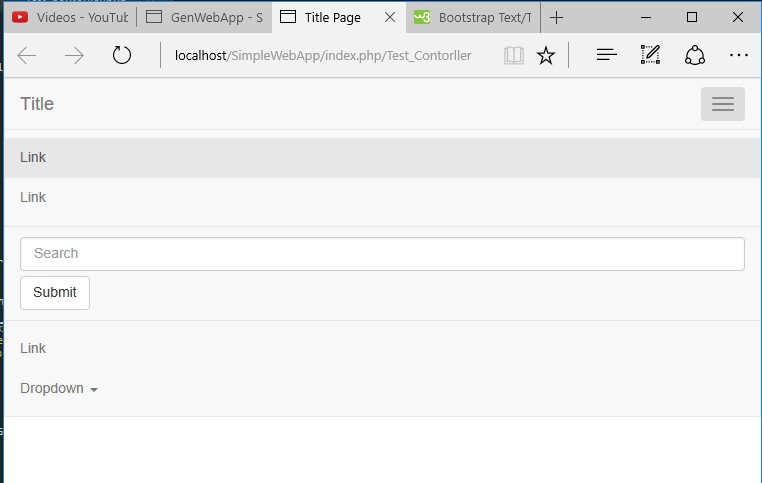 Videos - YouTub
GenWebApp - S
Title Page
w3
Bootstrap Text/T
localhost/SimpleWebApp/index.php/Test_Contorller
Title
Link
Link
Search
Submit
Link
Dropdown